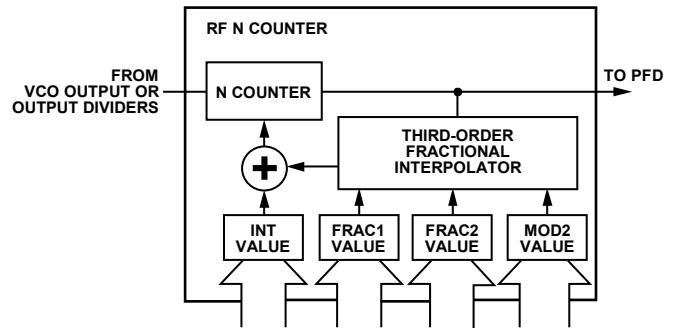 RF N COUNTER
FROM
VCO OUTPUT OR
OUTPUT DIVIDERS
N COUNTER
TO PFD
THIRD-ORDER
FRACTIONAL
INTERPOLATOR
+
INT
VALUE
FRAC1
VALUE
FRAC2
VALUE
MOD2
VALUE